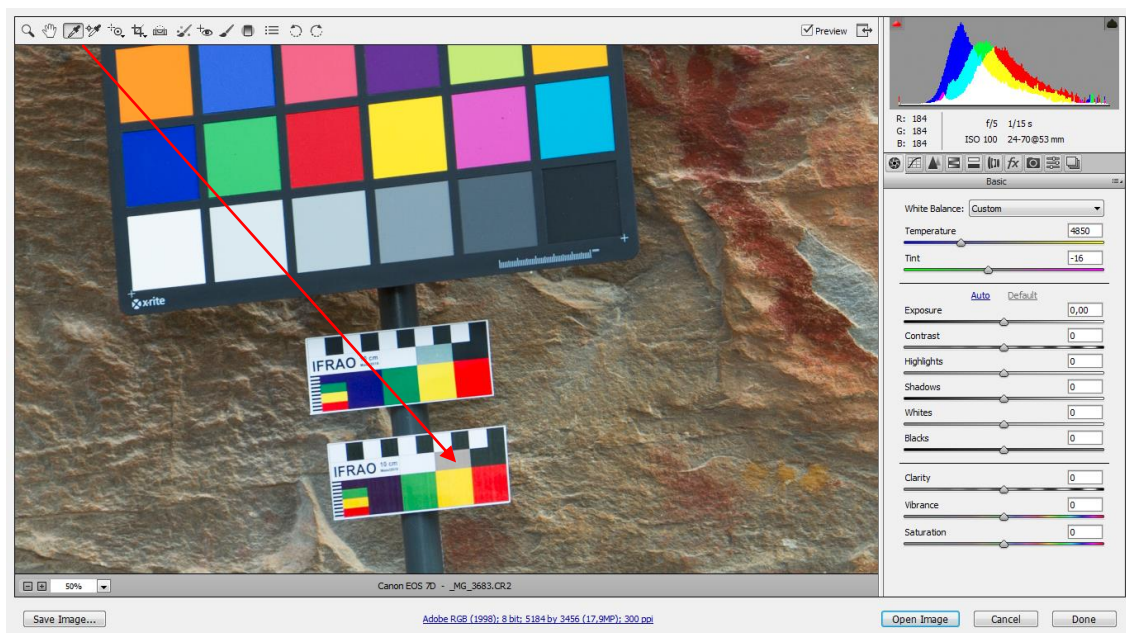 Preview
R: 184
G: 184
B: 184
f/5 1/15 s
ISO 100 24-70@53 mm
fx
Basic
White Balance: Custom
Temperature 4850
Tint -16
Auto Default
Exposure 0,00
Contrast 0
Highlights 0
Shadows 0
Whites 0
Blacks 0
Clarity 0
Vibrance 0
Saturation 0
x-rite
IFRAO 10 cm
IFRAO 10 cm
50%
Canon EOS 7D - _MG_3683.CR2
Save Image...
Adobe RGB (1998); 8 bit; 5184 by 3456 (17,9MP); 300 ppi
Open Image
Cancel
Done